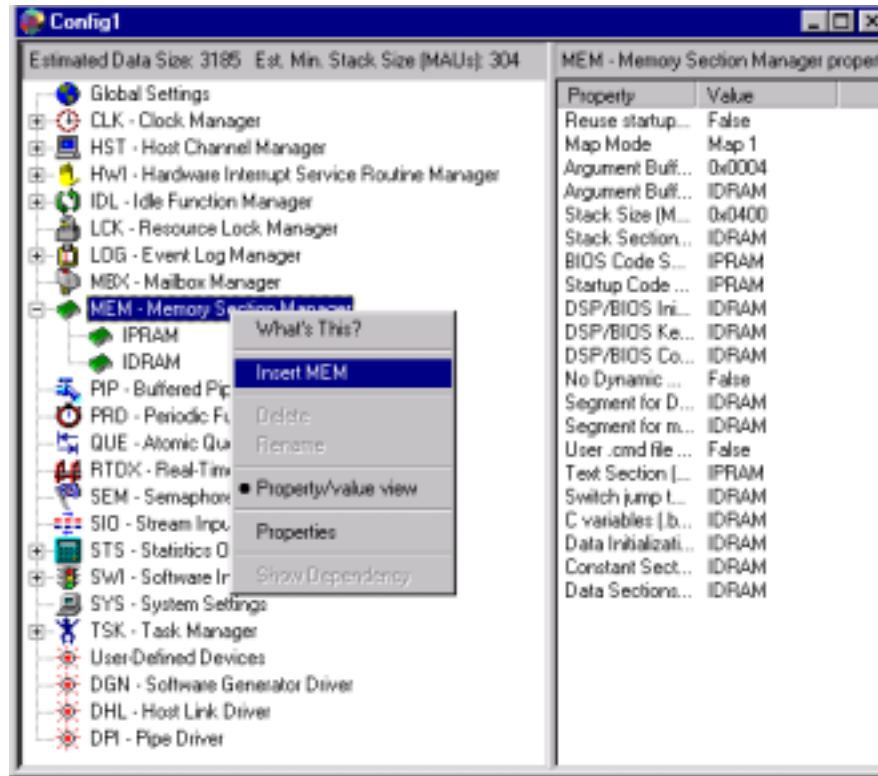 Config1
Estimated Data Size: 3185 Est. Min. Stack Size (MAUs): 304
MEM - Memory Section Manager propert
Global Settings
CLK - Clock Manager
HST - Host Channel Manager
HWI - Hardware Interrupt Service Routine Manager
IDL - Idle Function Manager
LCK - Resource Lock Manager
LOG - Event Log Manager
MBX - Mailbox Manager
MEM - Memory Section Manager
IPRAM
IDRAM
PIP - Buffered Pip
PRD - Periodic Fu
QUE - Atomic Que
RTDX - Real-Time
SEM - Semaphore
SIO - Stream Inpu
STS - Statistics O
SWI - Software In
SYS - System Settings
TSK - Task Manager
User-Defined Devices
DGN - Software Generator Driver
DHL - Host Link Driver
DPI - Pipe Driver
What's This?
Insert MEM
Delete
Rename
Property/value view
Properties
Show Dependency
Property Value
Reuse startup... False
Map Mode Map 1
Argument Buff... 0x0004
Argument Buff... IDRAM
Stack Size (M... 0x0400
Stack Section... IDRAM
BIOS Code S... IPRAM
Startup Code ... IPRAM
DSP/BIOS Ini... IDRAM
DSP/BIOS Ke... IDRAM
DSP/BIOS Co... IDRAM
No Dynamic ... False
Segment for D... IDRAM
Segment for m... IDRAM
User .cmd file ... False
Text Section (... IPRAM
Switch jump t... IDRAM
C variables (.b... IDRAM
Data Initializati... IDRAM
Constant Sect... IDRAM
Data Sections... IDRAM